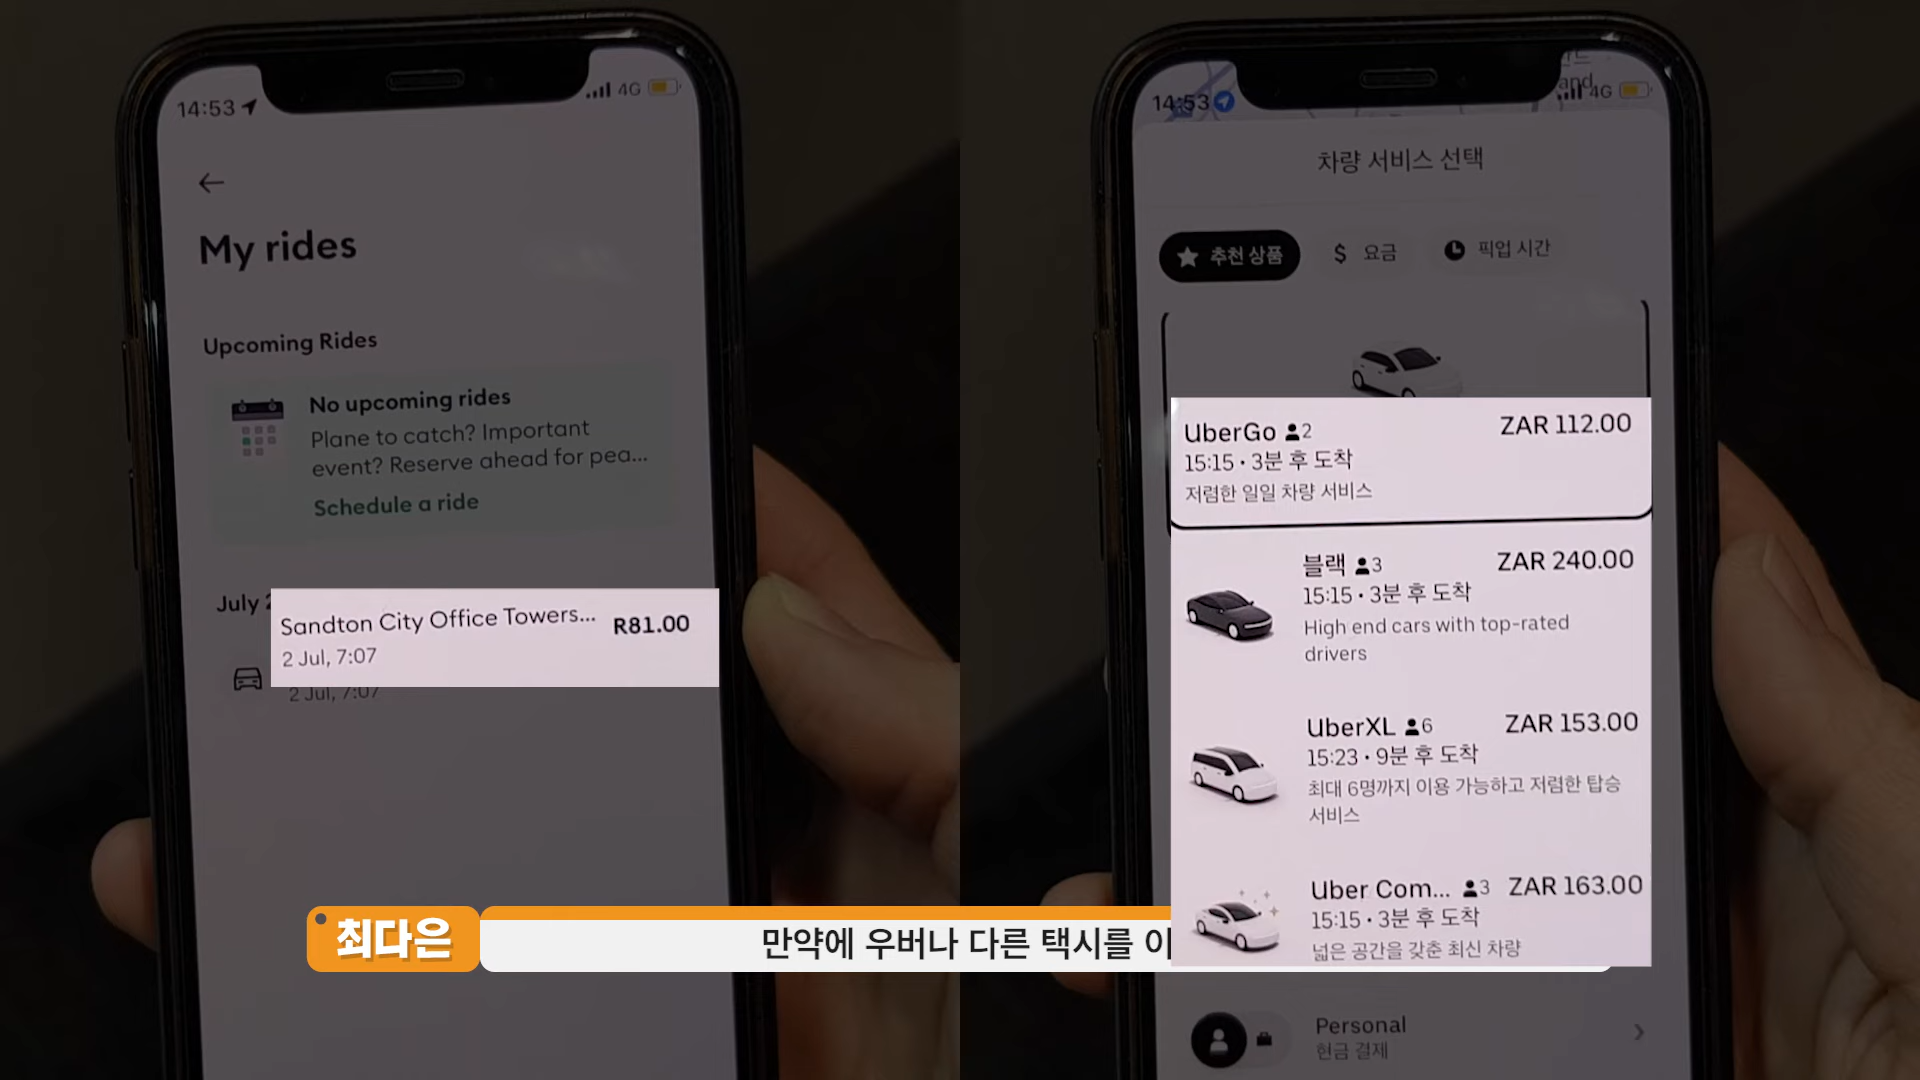 14:53
4G
My rides
Upcoming Rides
No upcoming rides
Plane to catch? Important
event? Reserve ahead for pea...
Schedule a ride
July
Sandton City Office Towers... R81.00
2 Jul, 7:07
2 Jul, 7:07
14:53
and
4G
차량 서비스 선택
추천 상품 $ 요금 픽업 시간
UberGo 2 ZAR 112.00
15:15 • 3분 후 도착
저렴한 일일 차량 서비스
블랙 3 ZAR 240.00
15:15 • 3분 후 도착
High end cars with top-rated
drivers
UberXL 6 ZAR 153.00
15:23 • 9분 후 도착
최대 6명까지 이용 가능하고 저렴한 탑승
서비스
Uber Com... 3 ZAR 163.00
15:15 • 3분 후 도착
넓은 공간을 갖춘 최신 차량
Personal
현금 결제
최다은
만약에 우버나 다른 택시를 이